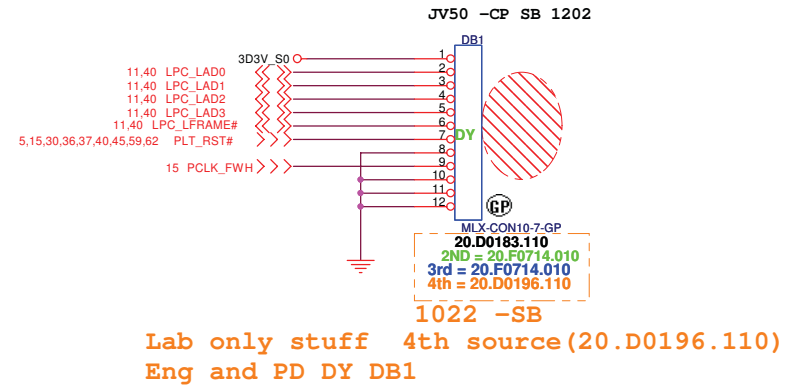 JV50 -CP SB 1202
DB1
3D3V_S0
1
11,40 LPC_LAD0
2
11,40 LPC_LAD1
3
11,40 LPC_LAD2
4
11,40 LPC_LAD3
5
11,40 LPC_LFRAME#
6
5,15,30,36,37,40,45,59,62 PLT_RST#
7
DY
8
15 PCLK_FWH
9
10
11
12
GP
MLX-CON10-7-GP
20.D0183.110
2ND = 20.F0714.010
3rd = 20.F0714.010
4th = 20.D0196.110
1022 -SB
Lab only stuff 4th source(20.D0196.110)
Eng and PD DY DB1